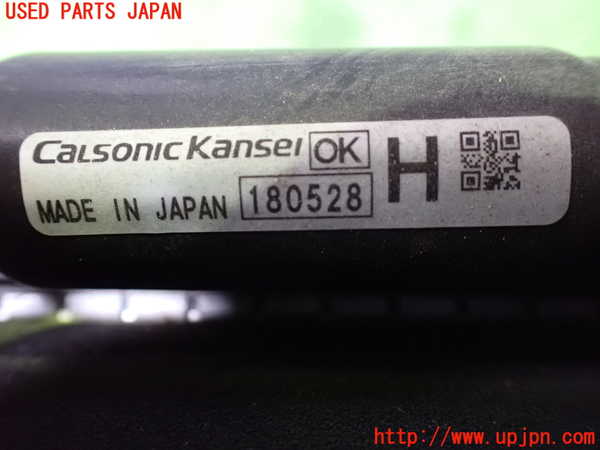 USED PARTS JAPAN
CALSONIC KANSEI OK H
MADE IN JAPAN 180528
http://www.upjpn.com/